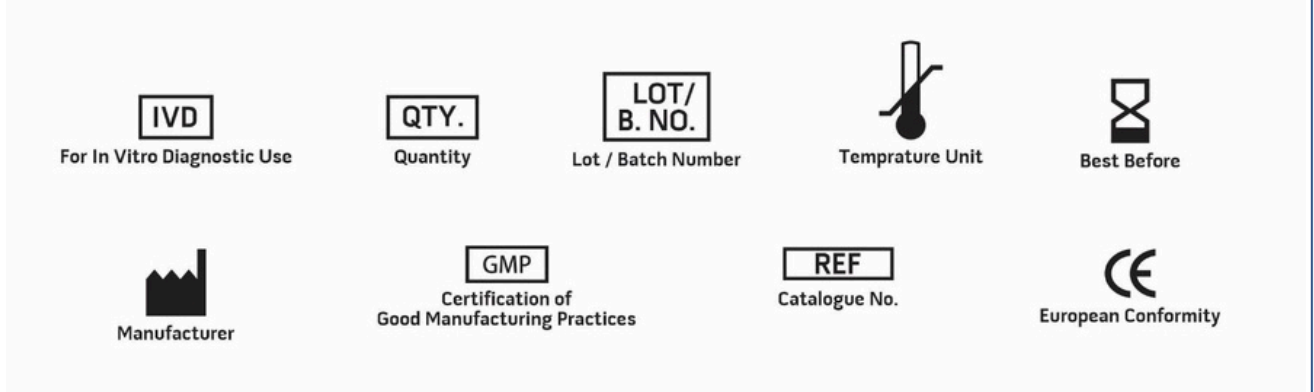 IVD
For In Vitro Diagnostic Use
QTY.
Quantity
LOT/
B. NO.
Lot / Batch Number
Temprature Unit
Best Before
Manufacturer
GMP
Certification of
Good Manufacturing Practices
REF
Catalogue No.
CE
European Conformity